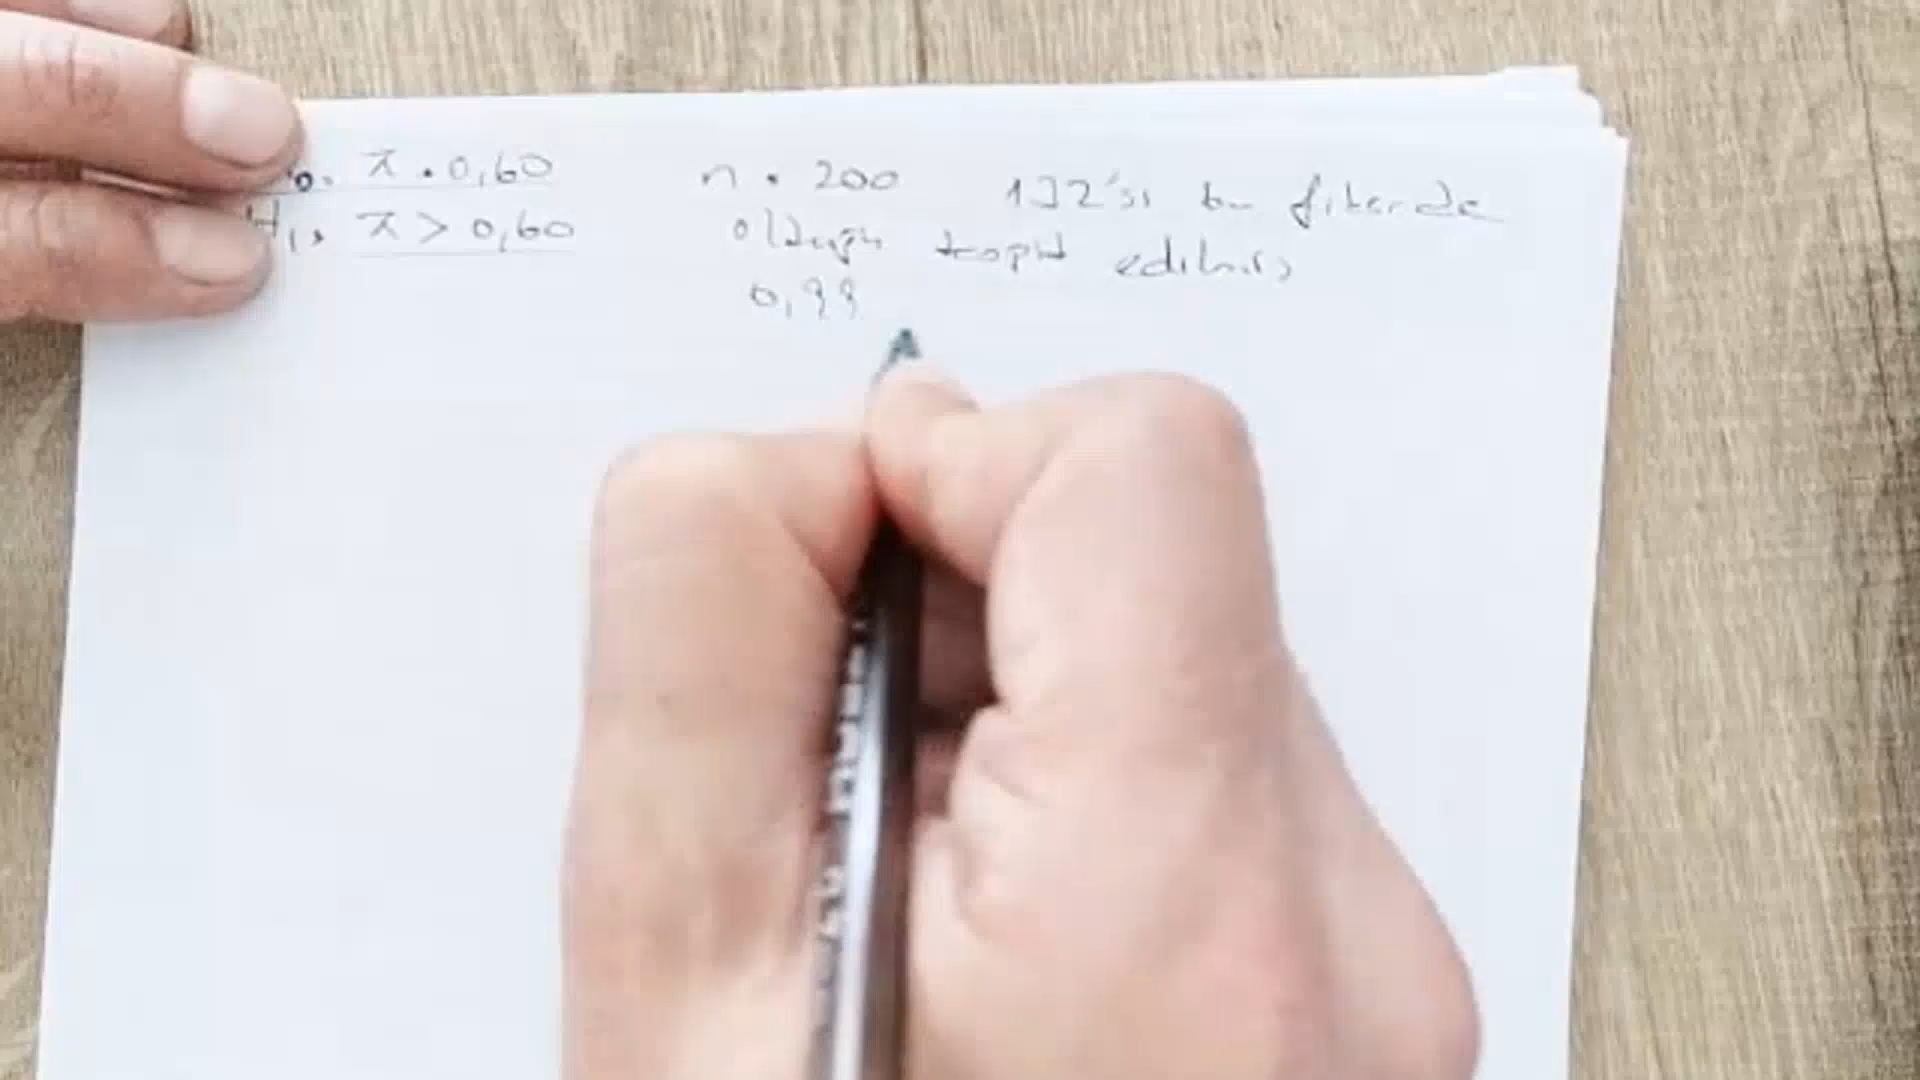 H₀. π = 0,60
H₁, π > 0,60
n = 200 132'si bu fikirde
olduğu tespit edilmiş
0,99